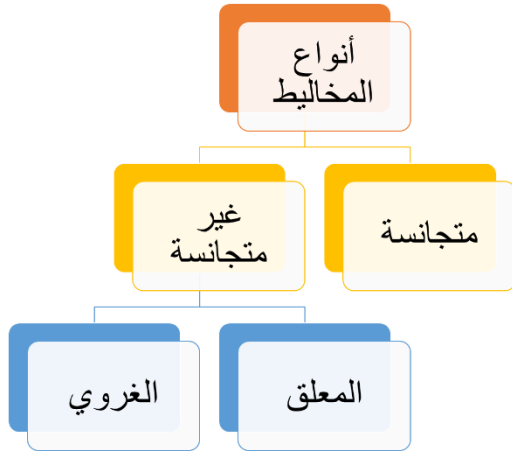 أنواع
المخاليط
متجانسة
غير
متجانسة
المعلق
الغروي